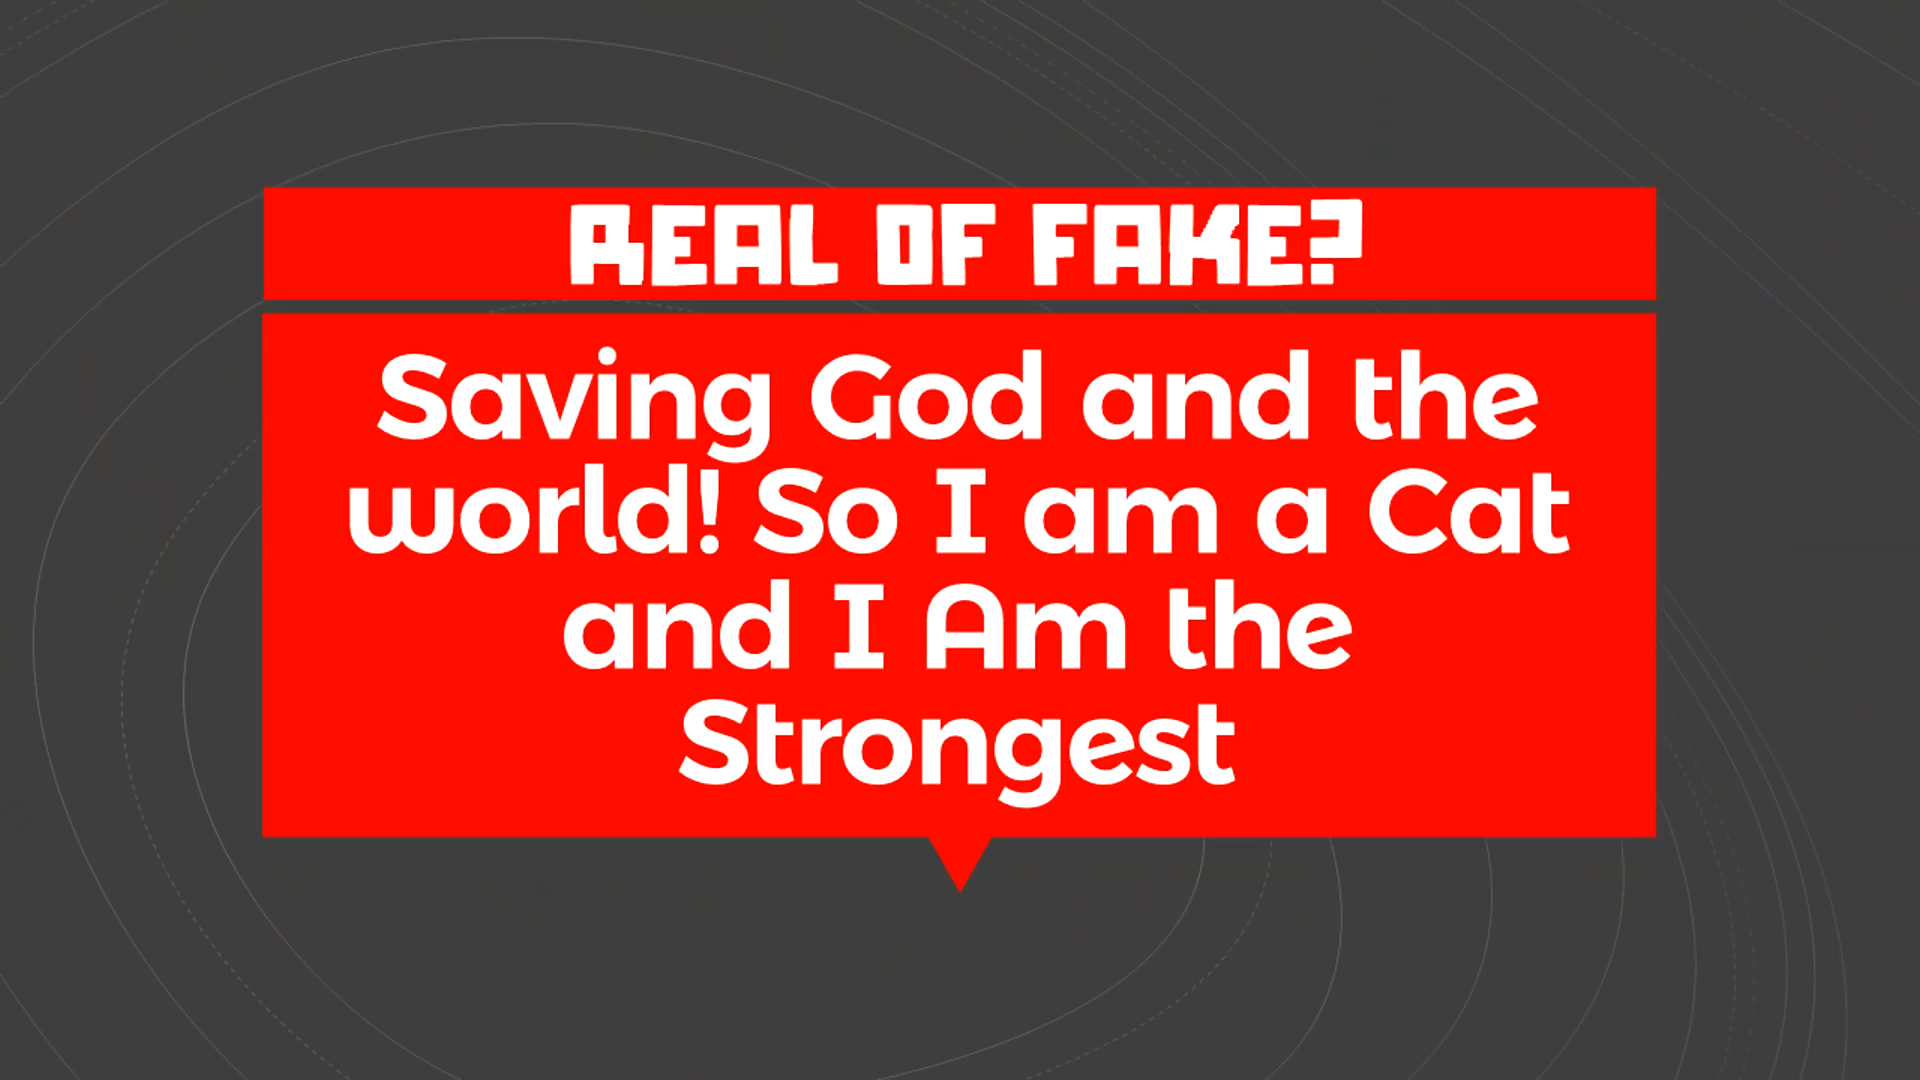 REAL OF FAKE?
Saving God and the
world! So I am a Cat
and I Am the
Strongest